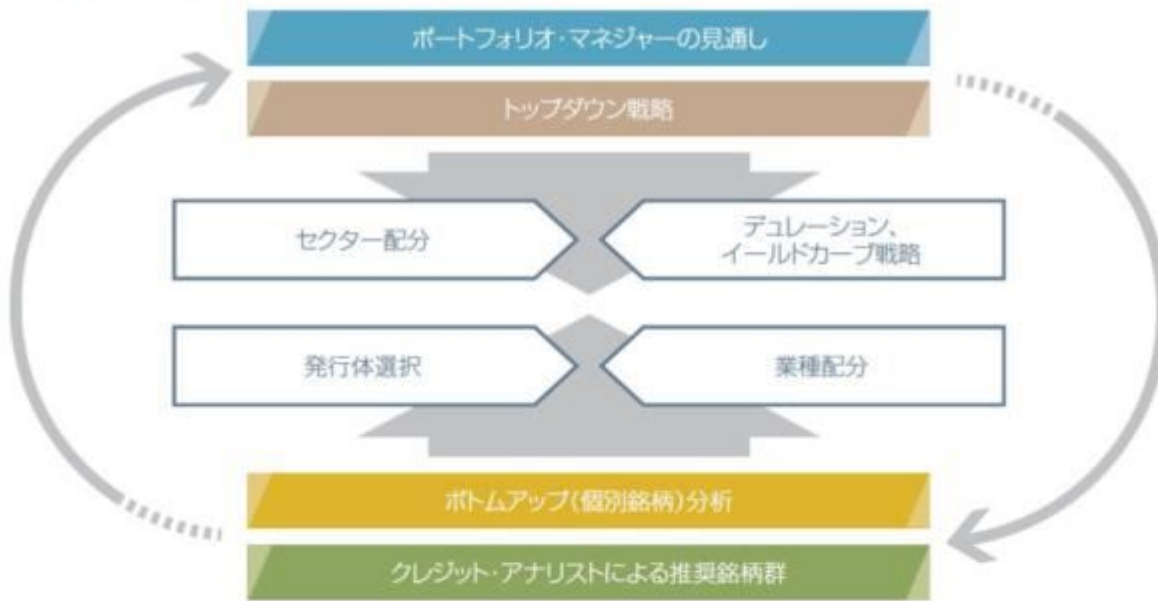 ポートフォリオ・マネジャーの見通し
トップダウン戦略
セクター配分
デュレーション、
イールドカーブ戦略
発行体選択
業種配分
ボトムアップ(個別銘柄)分析
クレジット・アナリストによる推奨銘柄群